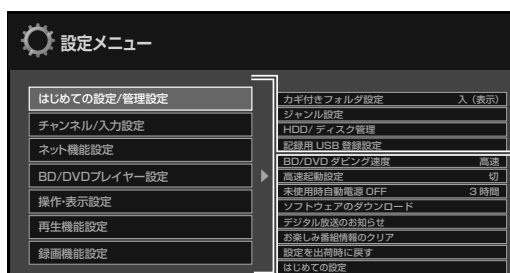 設定メニュー
はじめての設定/管理設定
チャンネル/入力設定
ネット機能設定
BD/DVDプレイヤー設定
操作・表示設定
再生機能設定
録画機能設定
カギ付きフォルダ設定 入（表示）
ジャンル設定
HDD/ディスク管理
記録用 USB 登録設定
BD/DVD ダビング速度 高速
高速起動設定 切
未使用時自動電源 OFF 3 時間
ソフトウェアのダウンロード
デジタル放送のお知らせ
お楽しみ番組情報のクリア
設定を出荷時に戻す
はじめての設定